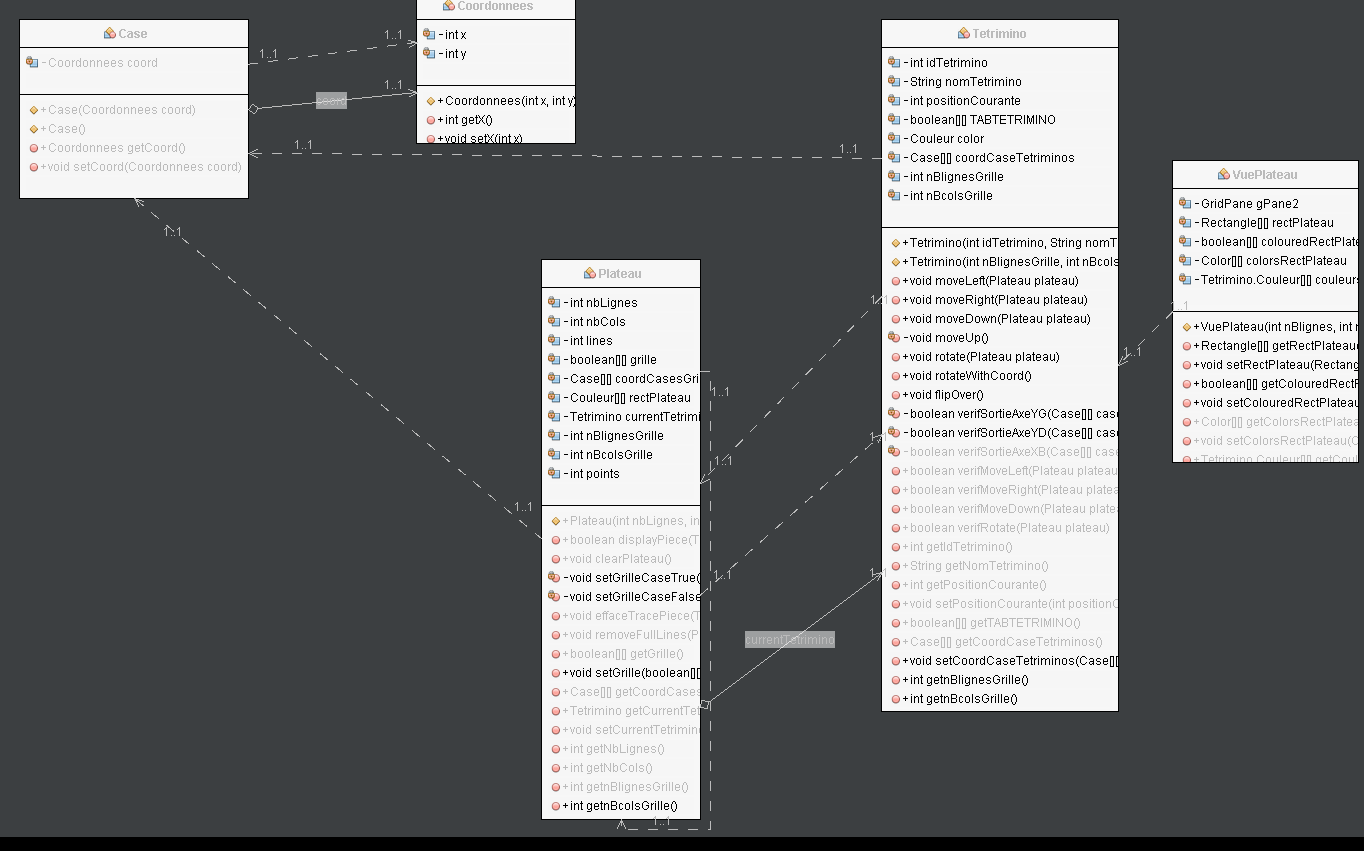 Case
- Coordonnees coord
+ Case(Coordonnees coord)
+ Case()
+ Coordonnees getCoord()
+ void setCoord(Coordonnees coord)
Coordonnees
- int x
- int y
+ Coordonnees(int x, int y)
+ int getX()
+ void setX(int x)
1..1
1..1
1..1
coord
1..1
1..1
1..1
1..1
Plateau
- int nbLignes
- int nbCols
- int lines
- boolean[][] grille
- Case[][] coordCasesGri
- Couleur[][] rectPlateau
- Tetrimino currentTetrimi
- int nBlignesGrille
- int nBcolsGrille
- int points
+ Plateau(int nbLignes, in
+ boolean displayPiece(T
+ void clearPlateau()
- void setGrilleCaseTrue(
- void setGrilleCaseFalse
+ void effaceTracePiece(T
+ void removeFullLines(P
+ boolean[][] getGrille()
+ void setGrille(boolean[][]
+ Case[][] getCoordCases
+ Tetrimino getCurrentTet
+ void setCurrentTetrimin
+ int getNbLignes()
+ int getNbCols()
+ int getnBlignesGrille()
+ int getnBcolsGrille()
1..1
1..1
1..1
1..1
1..1
1..1
currentTetrimino
1..1
1..1
Tetrimino
- int idTetrimino
- String nomTetrimino
- int positionCourante
- boolean[][] TABTETRIMINO
- Couleur color
- Case[][] coordCaseTetriminos
- int nBlignesGrille
- int nBcolsGrille
+ Tetrimino(int idTetrimino, String nomT
+ Tetrimino(int nBlignesGrille, int nBcols
+ void moveLeft(Plateau plateau)
+ void moveRight(Plateau plateau)
+ void moveDown(Plateau plateau)
- void moveUp()
+ void rotate(Plateau plateau)
+ void rotateWithCoord()
+ void flipOver()
- boolean verifSortieAxeYG(Case[][] case
- boolean verifSortieAxeYD(Case[][] case
- boolean verifSortieAxeXB(Case[][] case
+ boolean verifMoveLeft(Plateau plateau
+ boolean verifMoveRight(Plateau platea
+ boolean verifMoveDown(Plateau plate
+ boolean verifRotate(Plateau plateau)
+ int getIdTetrimino()
+ String getNomTetrimino()
+ int getPositionCourante()
+ void setPositionCourante(int positionC
+ boolean[][] getTABTETRIMINO()
+ Case[][] getCoordCaseTetriminos()
+ void setCoordCaseTetriminos(Case[][]
+ int getnBlignesGrille()
+ int getnBcolsGrille()
1..1
1..1
VuePlateau
- GridPane gPane2
- Rectangle[][] rectPlateau
- boolean[][] colouredRectPlate
- Color[][] colorsRectPlateau
- Tetrimino.Couleur[][] couleurs
+ VuePlateau(int nBlignes, int n
+ Rectangle[][] getRectPlateau(
+ void setRectPlateau(Rectang
+ boolean[][] getColouredRectP
+ void setColouredRectPlateau
+ Color[][] getColorsRectPlatea
+ void setColorsRectPlateau(C
+ Tetrimino.Couleur[][] getCoul